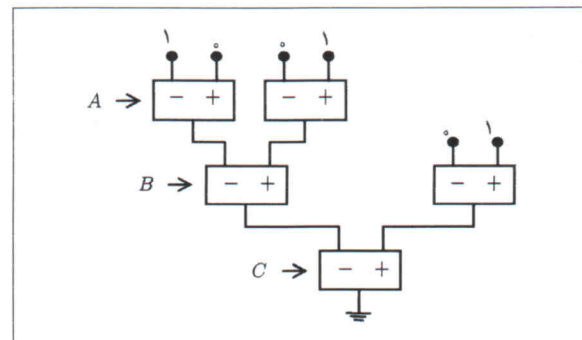 ۱ ۰ ۰ ۱
A → − + − +
۰ ۱
B → − + − +
C → − +